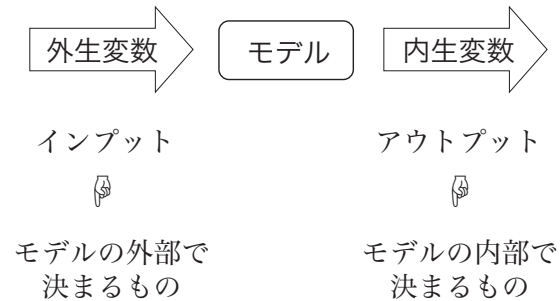 外生変数 モデル 内生変数
インプット アウトプット
モデルの外部で モデルの内部で
決まるもの 決まるもの